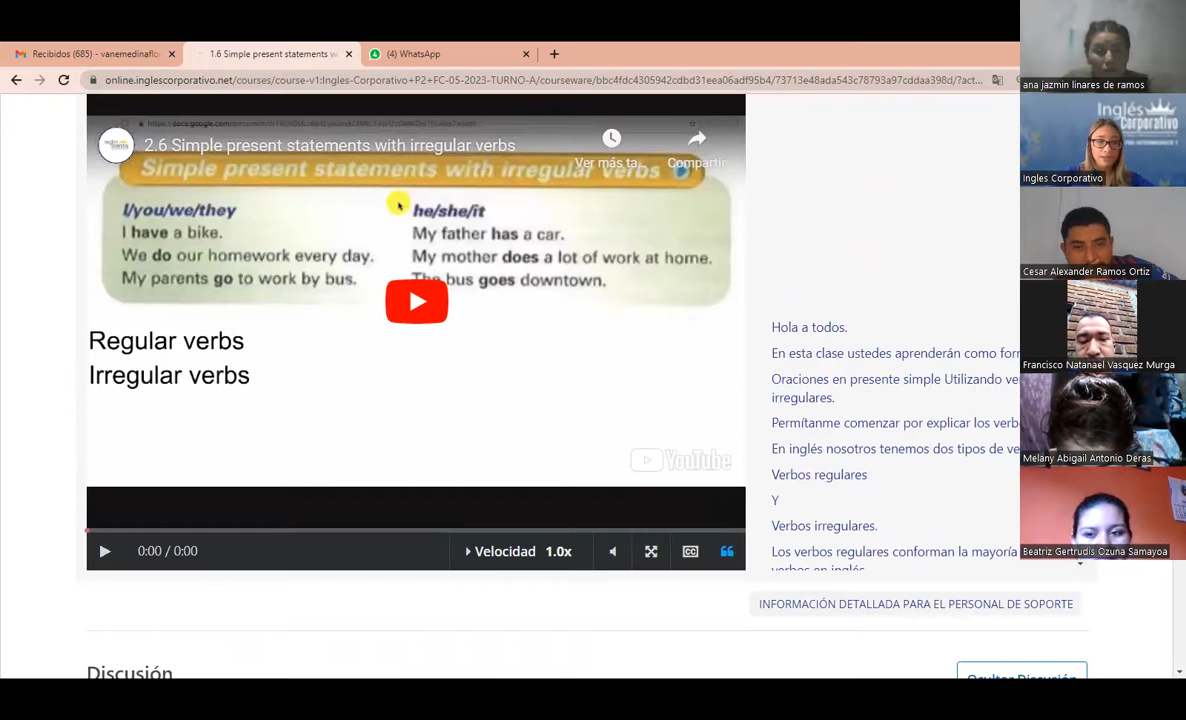 Recibidos (685) - vanemedinaflo
1.6 Simple present statements w
(4) WhatsApp
online.inglescorporativo.net/courses/course-v1:Ingles-Corporativo+P2+FC-05-2023-TURNO-A/courseware/bbc4fdc4305942cdbd31eea06adf95b4/73713e48ada543c78793a97cddaa398d/?act...
2.6 Simple present statements with irregular verbs
Ver más ta...
Compartir
Simple present statements with irregular verbs
I/you/we/they
he/she/it
I have a bike.
My father has a car.
We do our homework every day.
My mother does a lot of work at home.
My parents go to work by bus.
The bus goes downtown.
Regular verbs
Irregular verbs
YouTube
0:00 / 0:00
Velocidad 1.0x
CC
Hola a todos.
En esta clase ustedes aprenderán como for
Oraciones en presente simple Utilizando ve
irregulares.
Permítanme comenzar por explicar los verb
En inglés nosotros tenemos dos tipos de ve
Verbos regulares
Y
Verbos irregulares.
Los verbos regulares conforman la mayoría
verbos en inglés
INFORMACIÓN DETALLADA PARA EL PERSONAL DE SOPORTE
Discusión
Ocultar Discusión
ana jazmin linares de ramos
Inglés
Corporativo
Ingles Corporativo
Cesar Alexander Ramos Ortiz
Francisco Natanael Vasquez Murga
Melany Abigail Antonio Deras
Beatriz Gertrudis Ozuna Samayoa